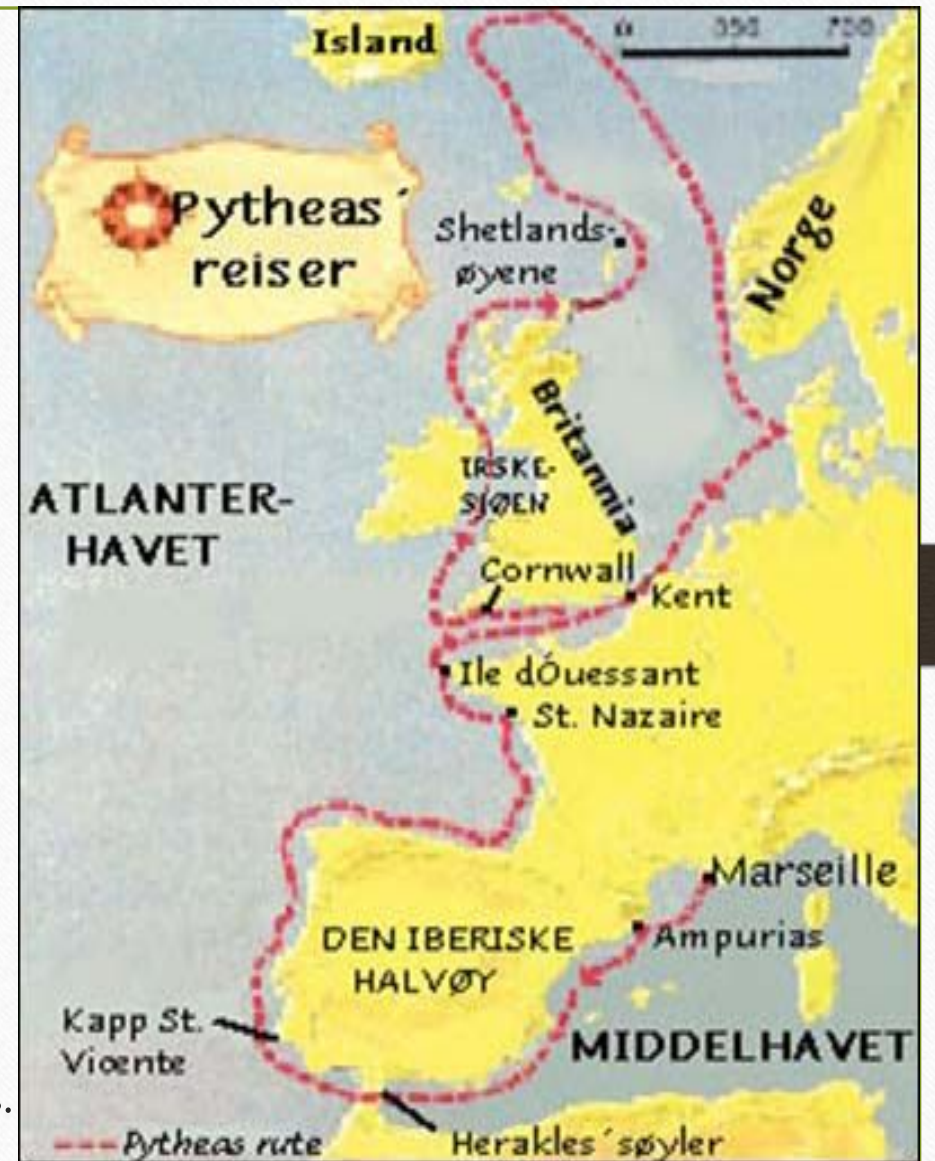 Island
0 350 700
Pytheas´
reiser
Shetlands-
øyene
Norge
Britannia
IRSKE-
SJØEN
ATLANTER-
HAVET
Cornwall
Kent
Ile dÓuessant
St. Nazaire
Marseille
Ampurias
DEN IBERISKE
HALVØY
Kapp St.
Vicente
MIDDELHAVET
Pytheas rute
Herakles´søyler